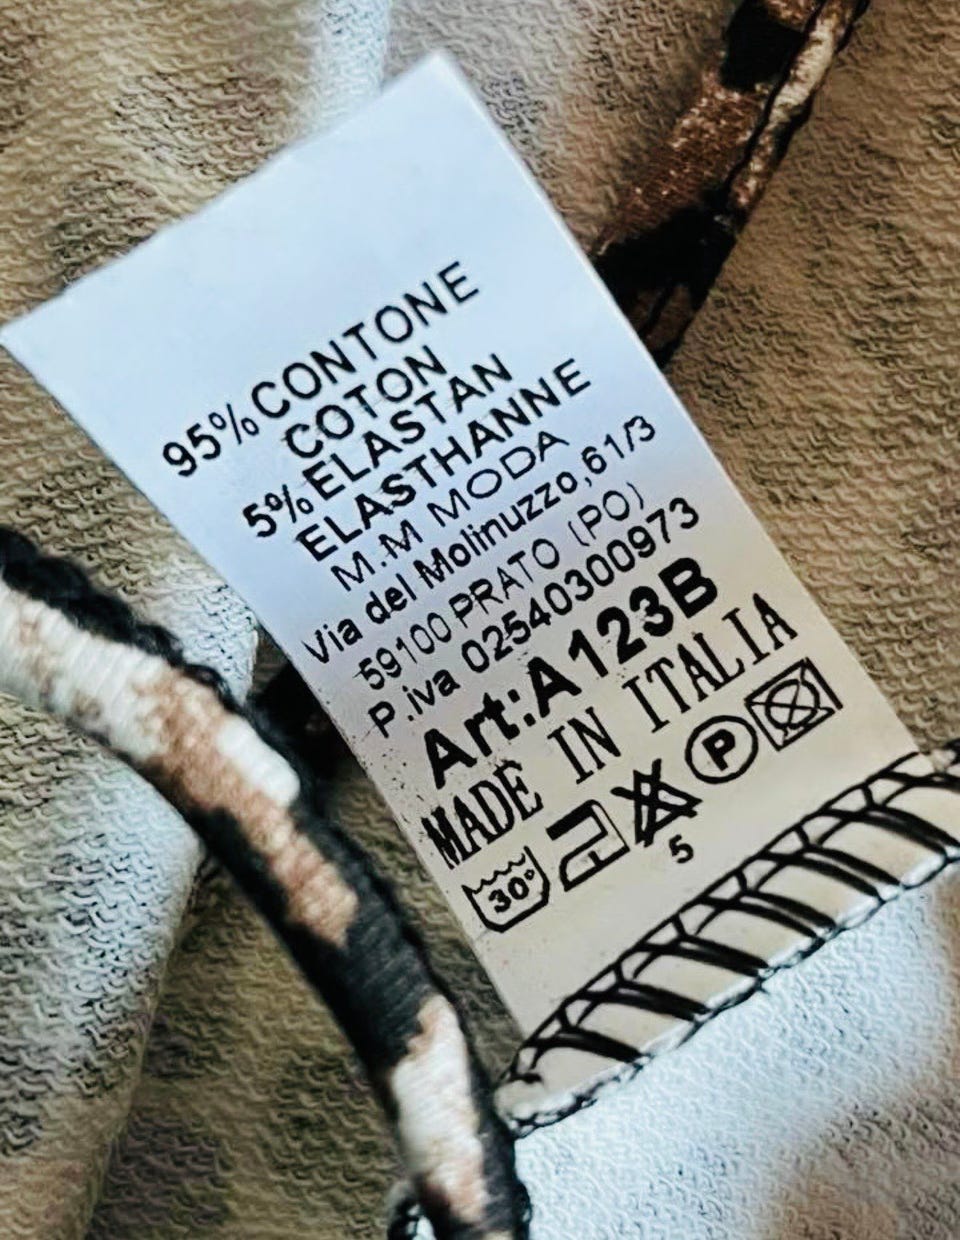 95% CONTONE
COTON
5% ELASTAN
ELASTHANNE
M.M MODA
Via del Molinuzzo,61/3
59100 PRATO (PO)
P.iva 02540300973
Art:A123B
MADE IN ITALIA
30° P
5